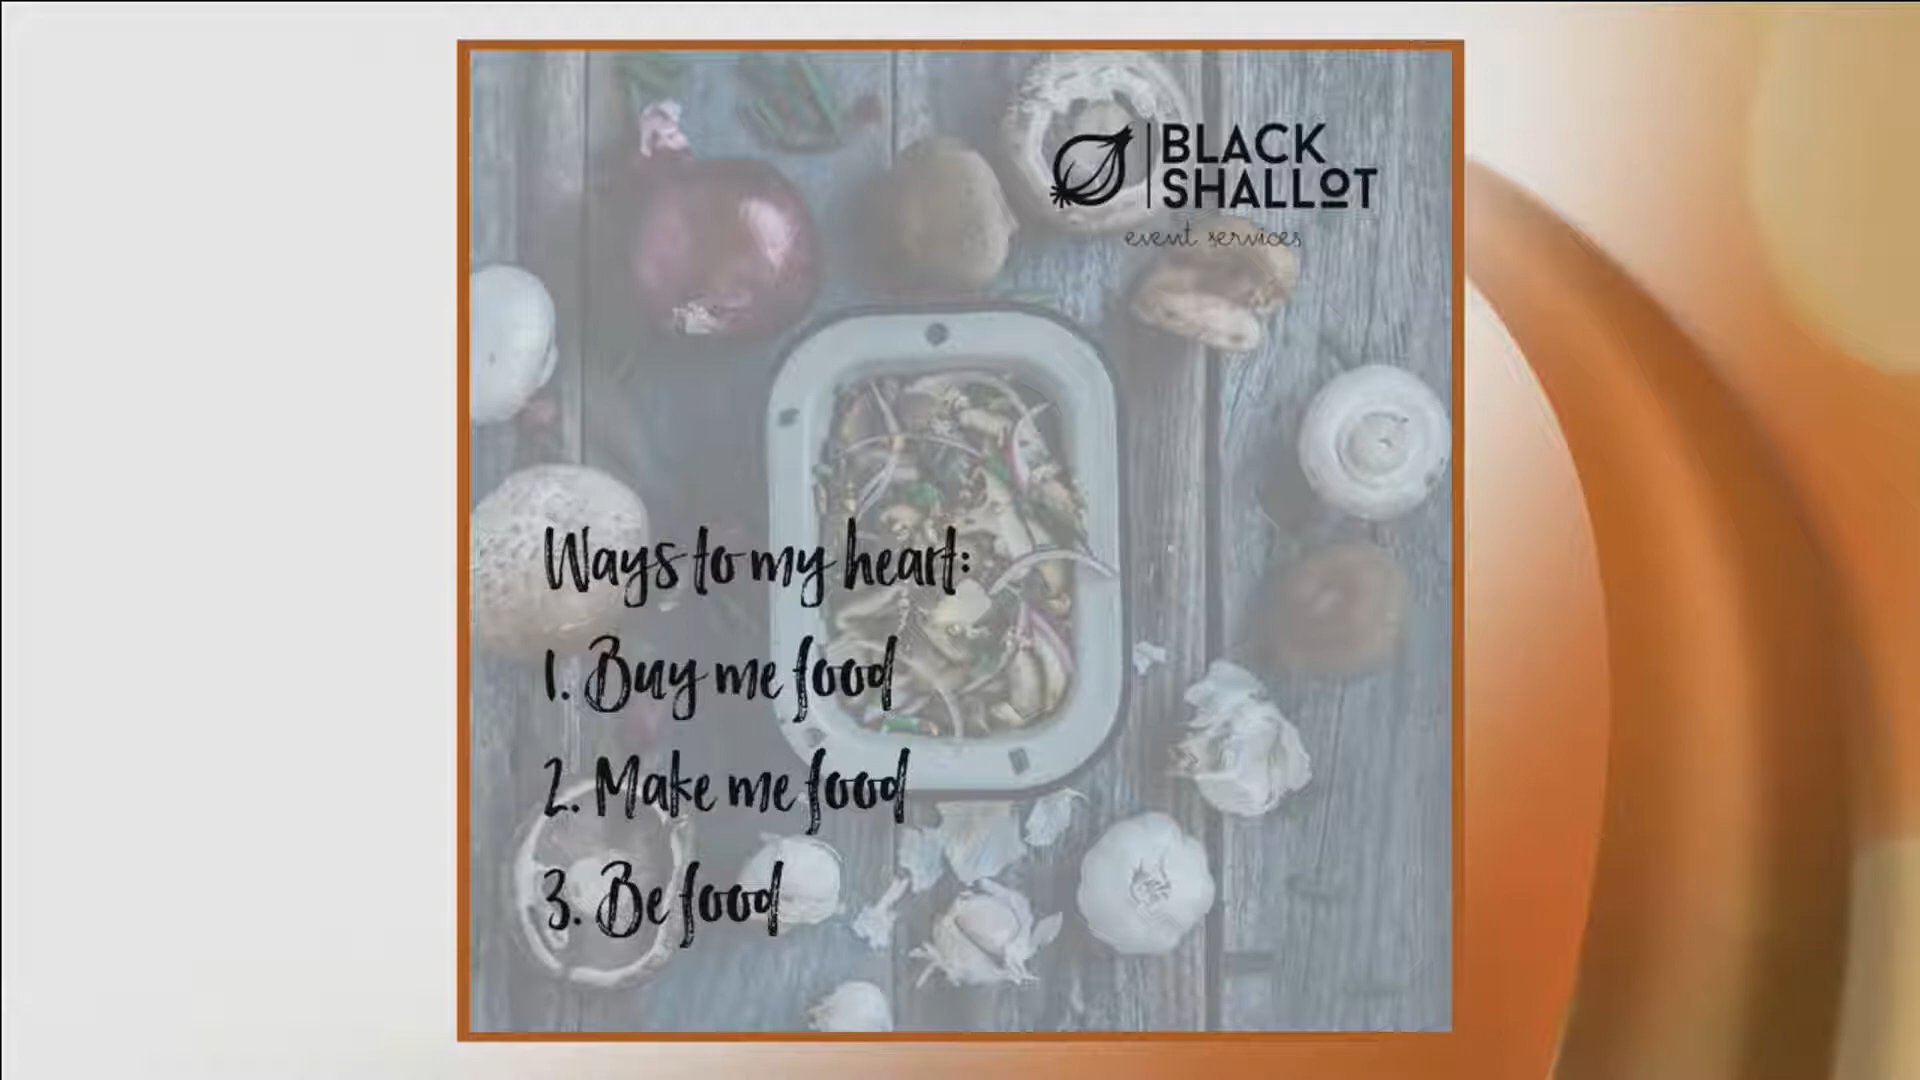 BLACK
SHALLOT
event services
Ways to my heart:
1. Buy me food
2. Make me food
3. Be food